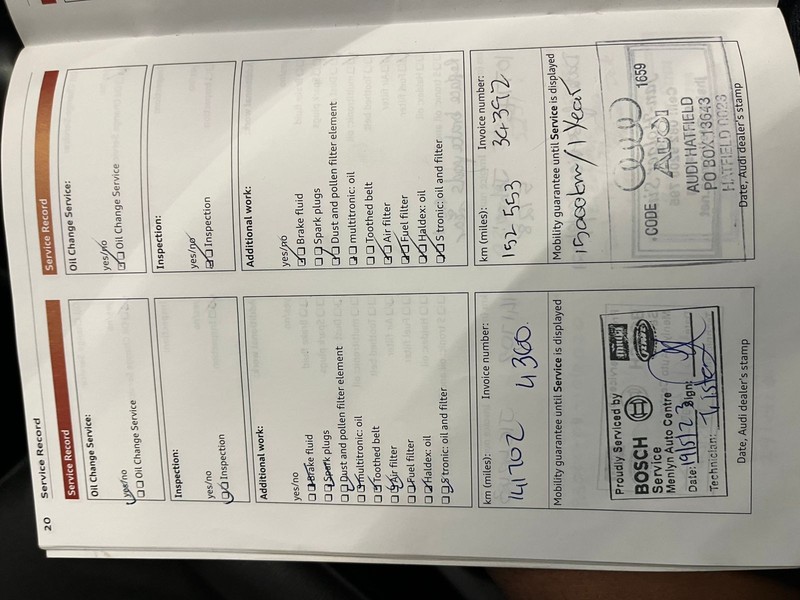 20 Service Record
Service Record
Oil Change Service:
yes/no
Oil Change Service
Inspection:
yes/no
Inspection
Additional work:
yes/no
Brake fluid
Spark plugs
Dust and pollen filter element
multitronic: oil
Toothed belt
Air filter
Fuel filter
Haldex: oil
S tronic: oil and filter
km (miles): Invoice number:
141702 4360
Mobility guarantee until Service is displayed
Proudly Serviced by
BOSCH
Service
Menlyn Auto Centre
Date: 19/5/23 Sign:
Technician:
Date, Audi dealer's stamp
Service Record
Oil Change Service:
yes/no
Oil Change Service
Inspection:
yes/no
Inspection
Additional work:
yes/no
Brake fluid
Spark plugs
Dust and pollen filter element
multitronic: oil
Toothed belt
Air filter
Fuel filter
Haldex: oil
S tronic: oil and filter
km (miles): Invoice number:
152 553 34392
Mobility guarantee until Service is displayed
15000km/1 Year
CODE 1659
AUDI
AUDI HATFIELD
PO BOX 13643
HATFIELD 0028
Date, Audi dealer's stamp